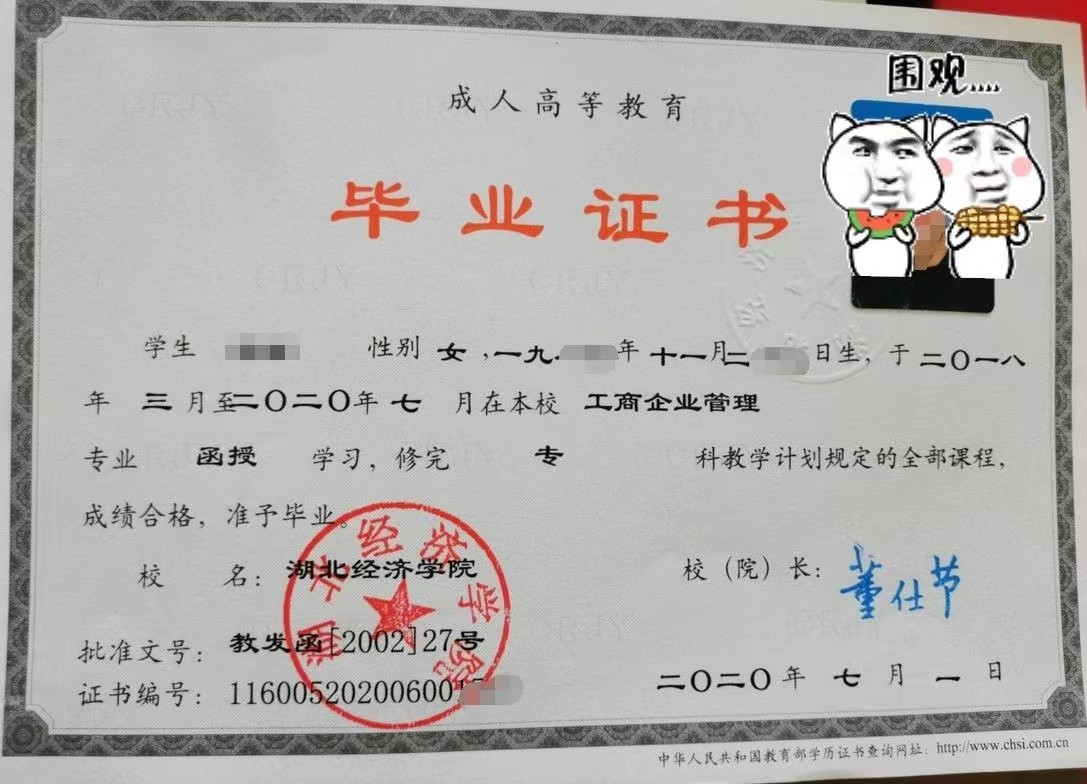 围观....
成人高等教育
毕业证书
学生 性别 女,一九 年 十一月二 日生,于 二〇一八
年 三 月至二〇二〇年 七 月在本校 工商企业管理
专业 函授 学习,修完 专 科教学计划规定的全部课程,
成绩合格,准予毕业。
校 名: 湖北经济学院
校(院)长: 董仕节
湖北经济学院
批准文号: 教发函[2002]27号
证书编号: 116005202006001
二〇二〇 年 七 月 一 日
中华人民共和国教育部学历证书查询网址: http://www.chsi.com.cn